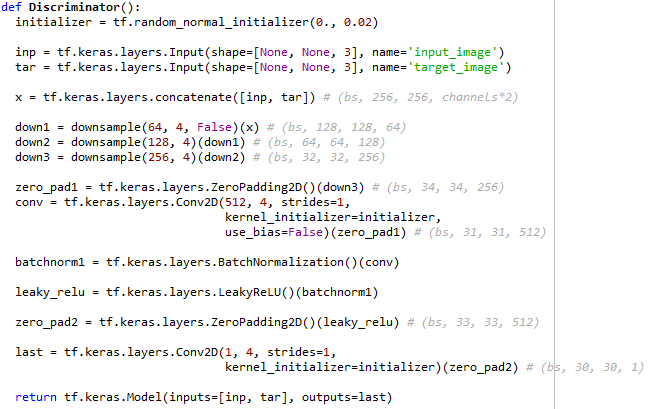 def Discriminator():
  initializer = tf.random_normal_initializer(0., 0.02)
  inp = tf.keras.layers.Input(shape=[None, None, 3], name='input_image')
  tar = tf.keras.layers.Input(shape=[None, None, 3], name='target_image')
  x = tf.keras.layers.concatenate([inp, tar]) # (bs, 256, 256, channels*2)
  down1 = downsample(64, 4, False)(x) # (bs, 128, 128, 64)
  down2 = downsample(128, 4)(down1) # (bs, 64, 64, 128)
  down3 = downsample(256, 4)(down2) # (bs, 32, 32, 256)
  zero_pad1 = tf.keras.layers.ZeroPadding2D()(down3) # (bs, 34, 34, 256)
  conv = tf.keras.layers.Conv2D(512, 4, strides=1,
                                kernel_initializer=initializer,
                                use_bias=False)(zero_pad1) # (bs, 31, 31, 512)
  batchnorm1 = tf.keras.layers.BatchNormalization()(conv)
  leaky_relu = tf.keras.layers.LeakyReLU()(batchnorm1)
  zero_pad2 = tf.keras.layers.ZeroPadding2D()(leaky_relu) # (bs, 33, 33, 512)
  last = tf.keras.layers.Conv2D(1, 4, strides=1,
                                kernel_initializer=initializer)(zero_pad2) # (bs, 30, 30, 1)
  return tf.keras.Model(inputs=[inp, tar], outputs=last)